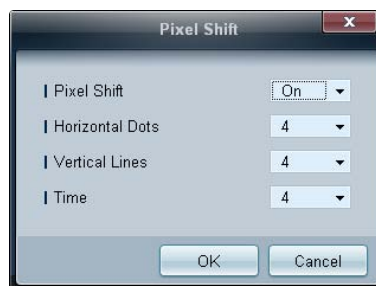 Pixel Shift
x
Pixel Shift On
Horizontal Dots 4
Vertical Lines 4
Time 4
OK Cancel